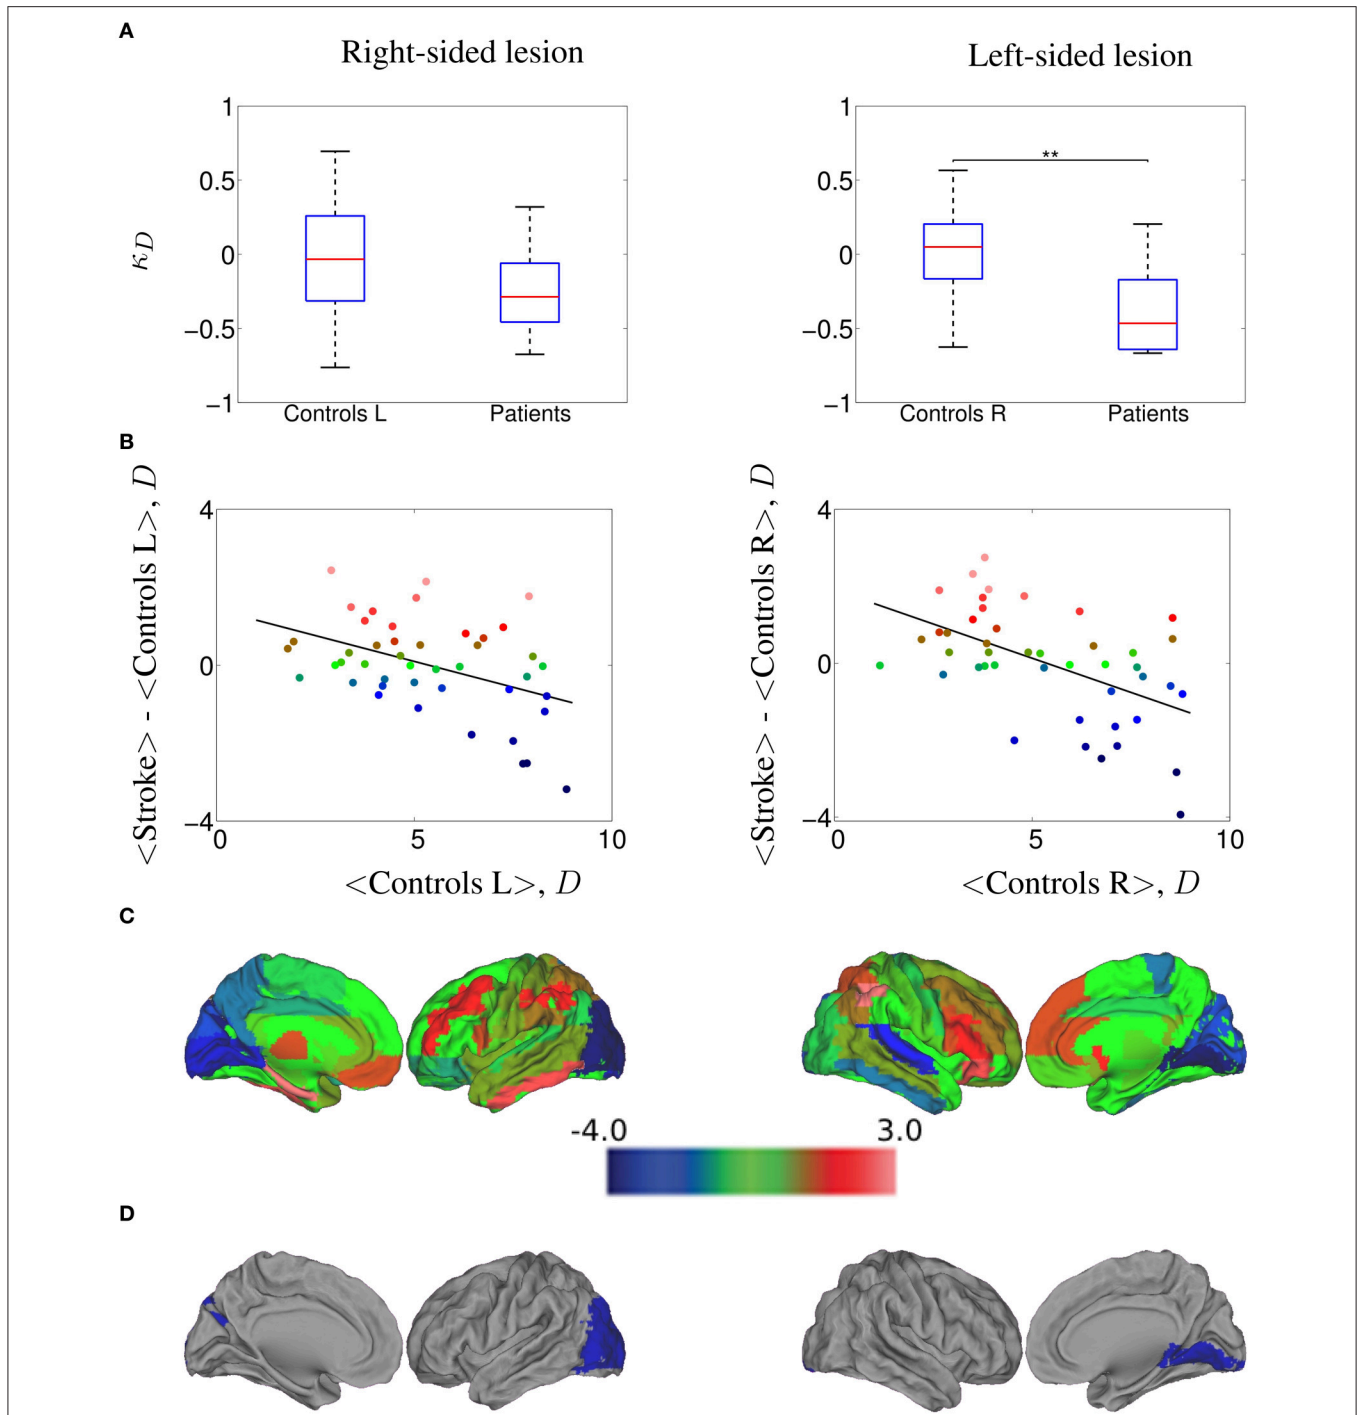 A
Right-sided lesion
Left-sided lesion
κD
1
0.5
0
−0.5
−1
Controls L
Patients
1
0.5
0
−0.5
−1
**
Controls R
Patients
B
<Stroke> - <Controls L>, D
4
0
−4
0
5
10
<Controls L>, D
<Stroke> - <Controls R>, D
4
0
−4
0
5
10
<Controls R>, D
C
-4.0
3.0
D